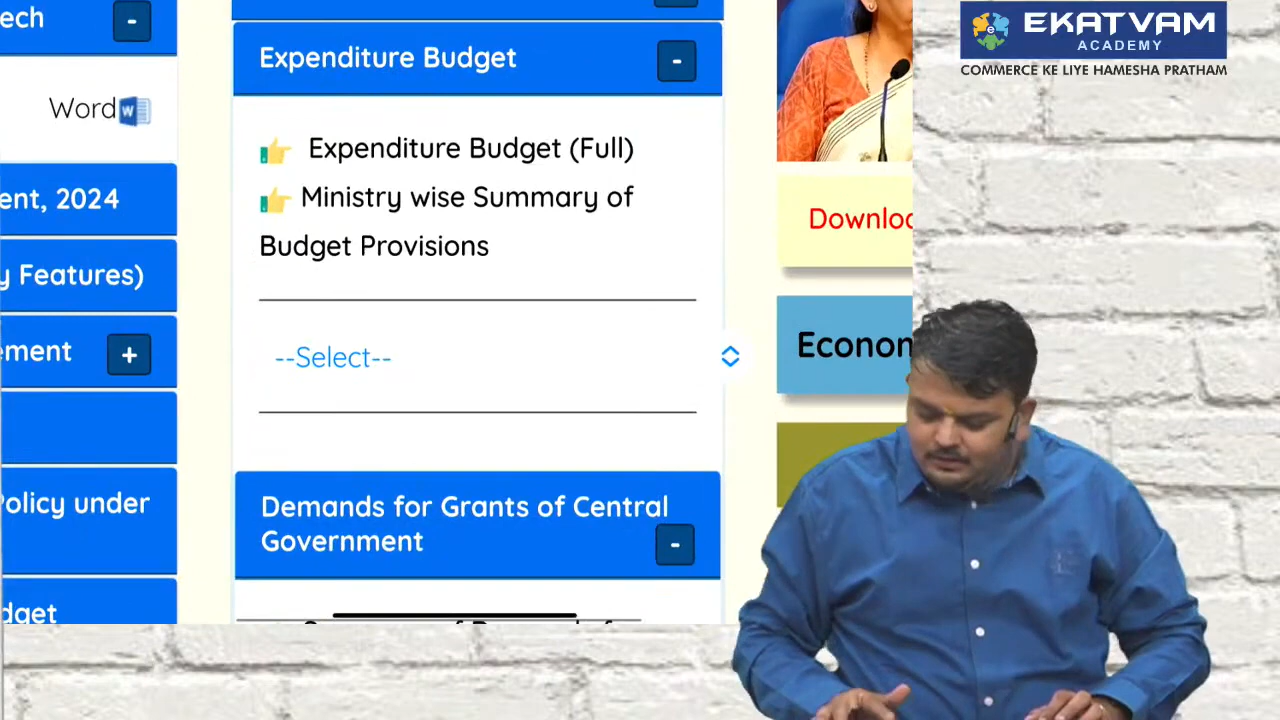 ech
-
Word
ent, 2024
y Features)
ement +
Policy under
dget
Expenditure Budget
-
Expenditure Budget (Full)
Ministry wise Summary of
Budget Provisions
--Select--
Demands for Grants of Central
Government
-
Downloa
Econom
EKATVAM
ACADEMY
COMMERCE KE LIYE HAMESHA PRATHAM